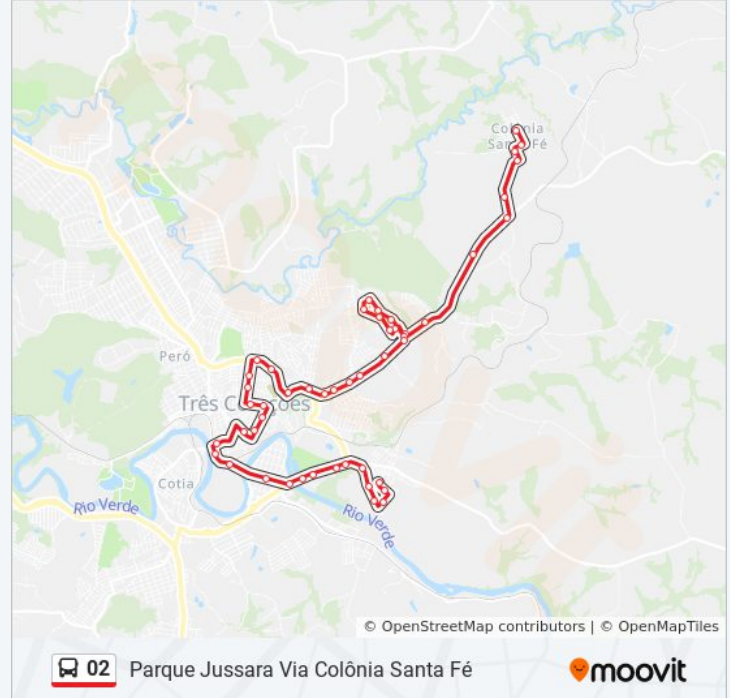 Colônia
Santa Fé
Peró
Três Corações
Cotia
Rio Verde
Rio Verde
© OpenStreetMap contributors | © OpenMapTiles
02 Parque Jussara Via Colônia Santa Fé
moovit